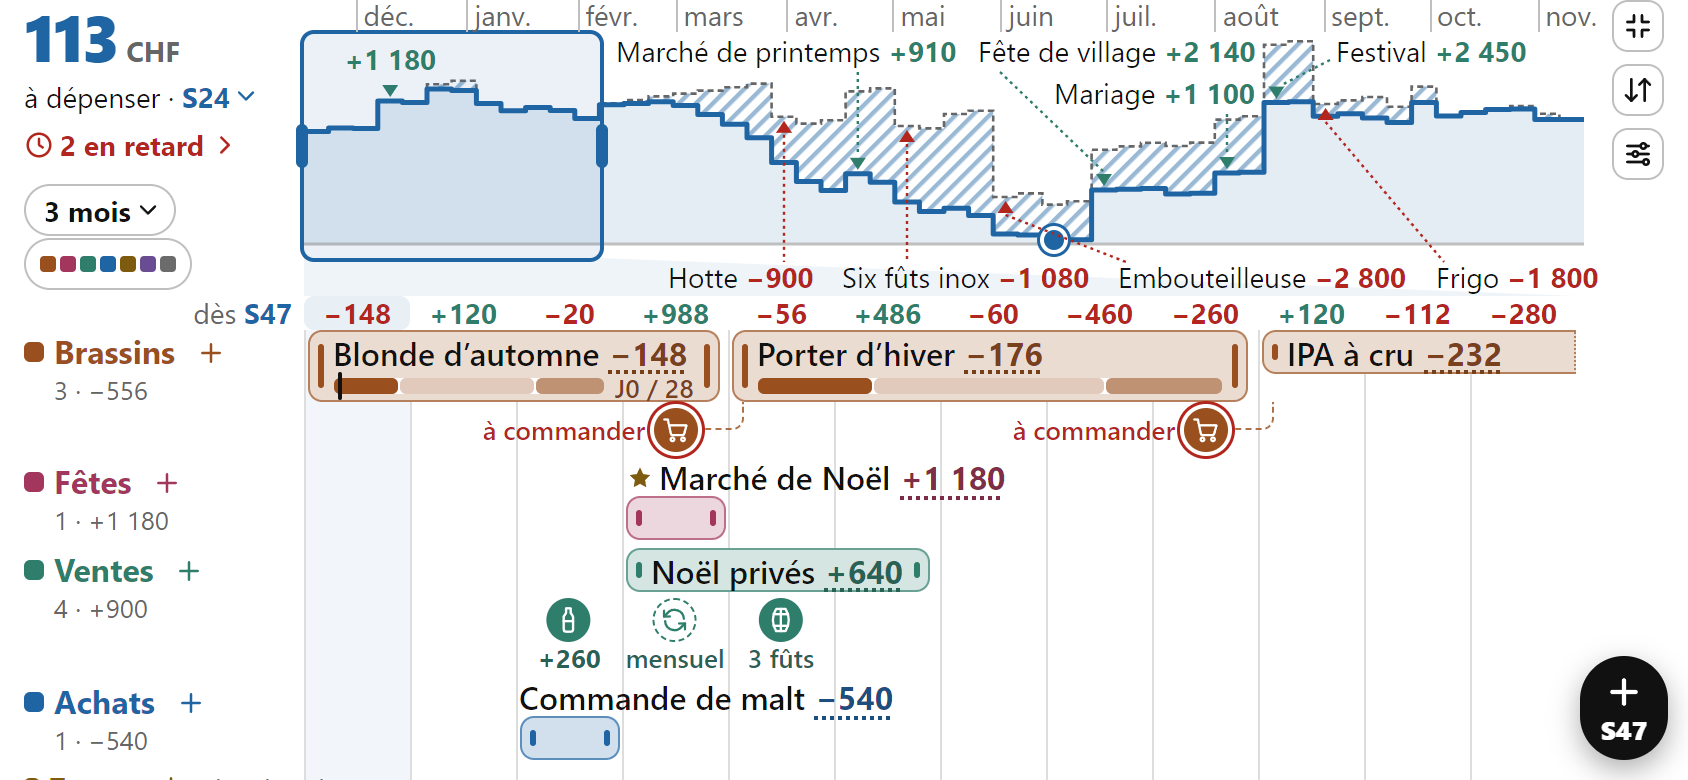 113 CHF
à dépenser · S24
2 en retard
3 mois
déc. janv. févr. mars avr. mai juin juil. août sept. oct. nov.
+1 180
Marché de printemps +910
Fête de village +2 140
Festival +2 450
Mariage +1 100
Hotte −900
Six fûts inox −1 080
Embouteilleuse −2 800
Frigo −1 800
dès S47
−148 +120 −20 +988 −56 +486 −60 −460 −260 +120 −112 −280
Brassins +
3 · −556
Blonde d’automne −148
J0 / 28
Porter d’hiver −176
IPA à cru −232
à commander
à commander
Fêtes +
1 · +1 180
Marché de Noël +1 180
Ventes +
4 · +900
Noël privés +640
+260
mensuel
3 fûts
Achats +
1 · −540
Commande de malt −540
+
S47